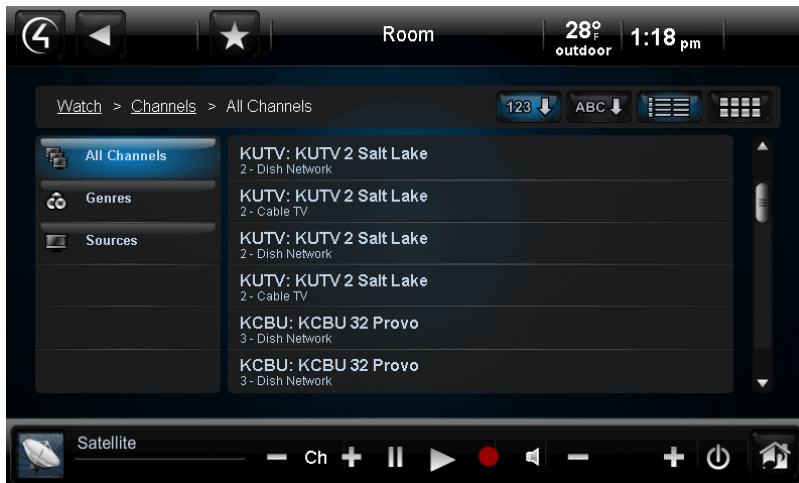 Room
28°F
outdoor
1:18 pm
Watch > Channels > All Channels
123
ABC
All Channels
Genres
Sources
KUTV: KUTV 2 Salt Lake
2 - Dish Network
KUTV: KUTV 2 Salt Lake
2 - Cable TV
KUTV: KUTV 2 Salt Lake
2 - Dish Network
KUTV: KUTV 2 Salt Lake
2 - Cable TV
KCBU: KCBU 32 Provo
3 - Dish Network
KCBU: KCBU 32 Provo
3 - Dish Network
Satellite
Ch